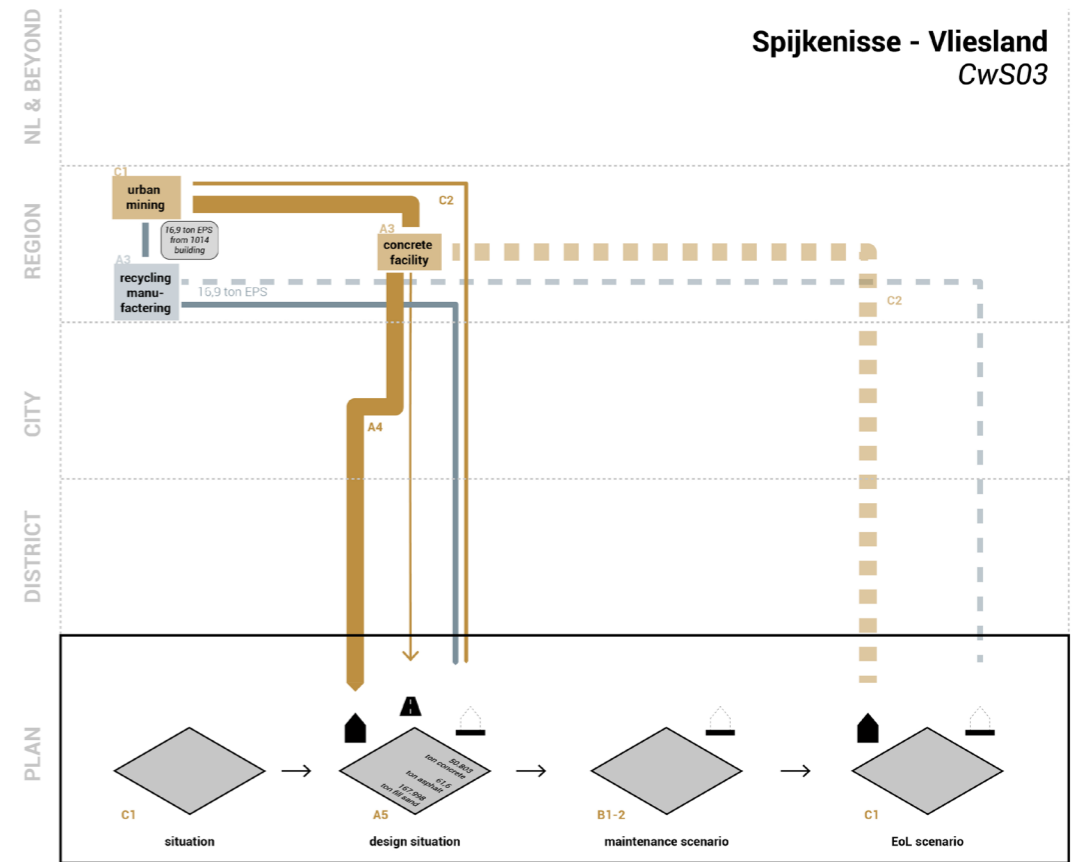 Spijkenisse - Vliesland
CwS03
NL & BEYOND
REGION
CITY
DISTRICT
PLAN
C1
urban
mining
16,9 ton EPS
from 1014
building
A3
recycling
manu-
factering
16,9 ton EPS
C2
A3
concrete
facility
C2
A4
50.803
ton concrete
61,6
ton asphalt
167.998
ton fill sand
C1
situation
A5
design situation
B1-2
maintenance scenario
C1
EoL scenario